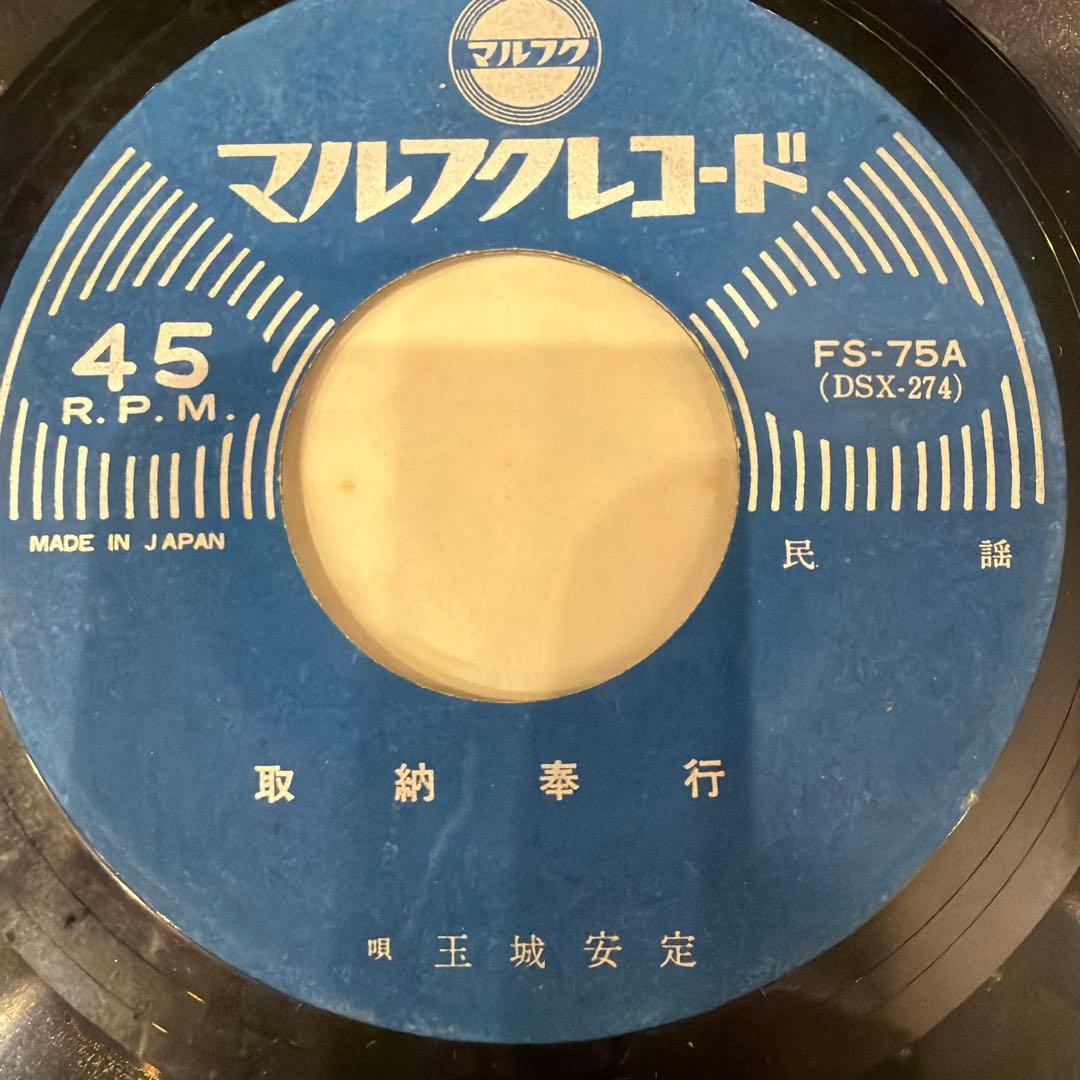 マルフク
マルフクレコード
45
R.P.M.
FS-75A
(DSX-274)
MADE IN JAPAN
民謡
取納奉行
唄 玉城安定